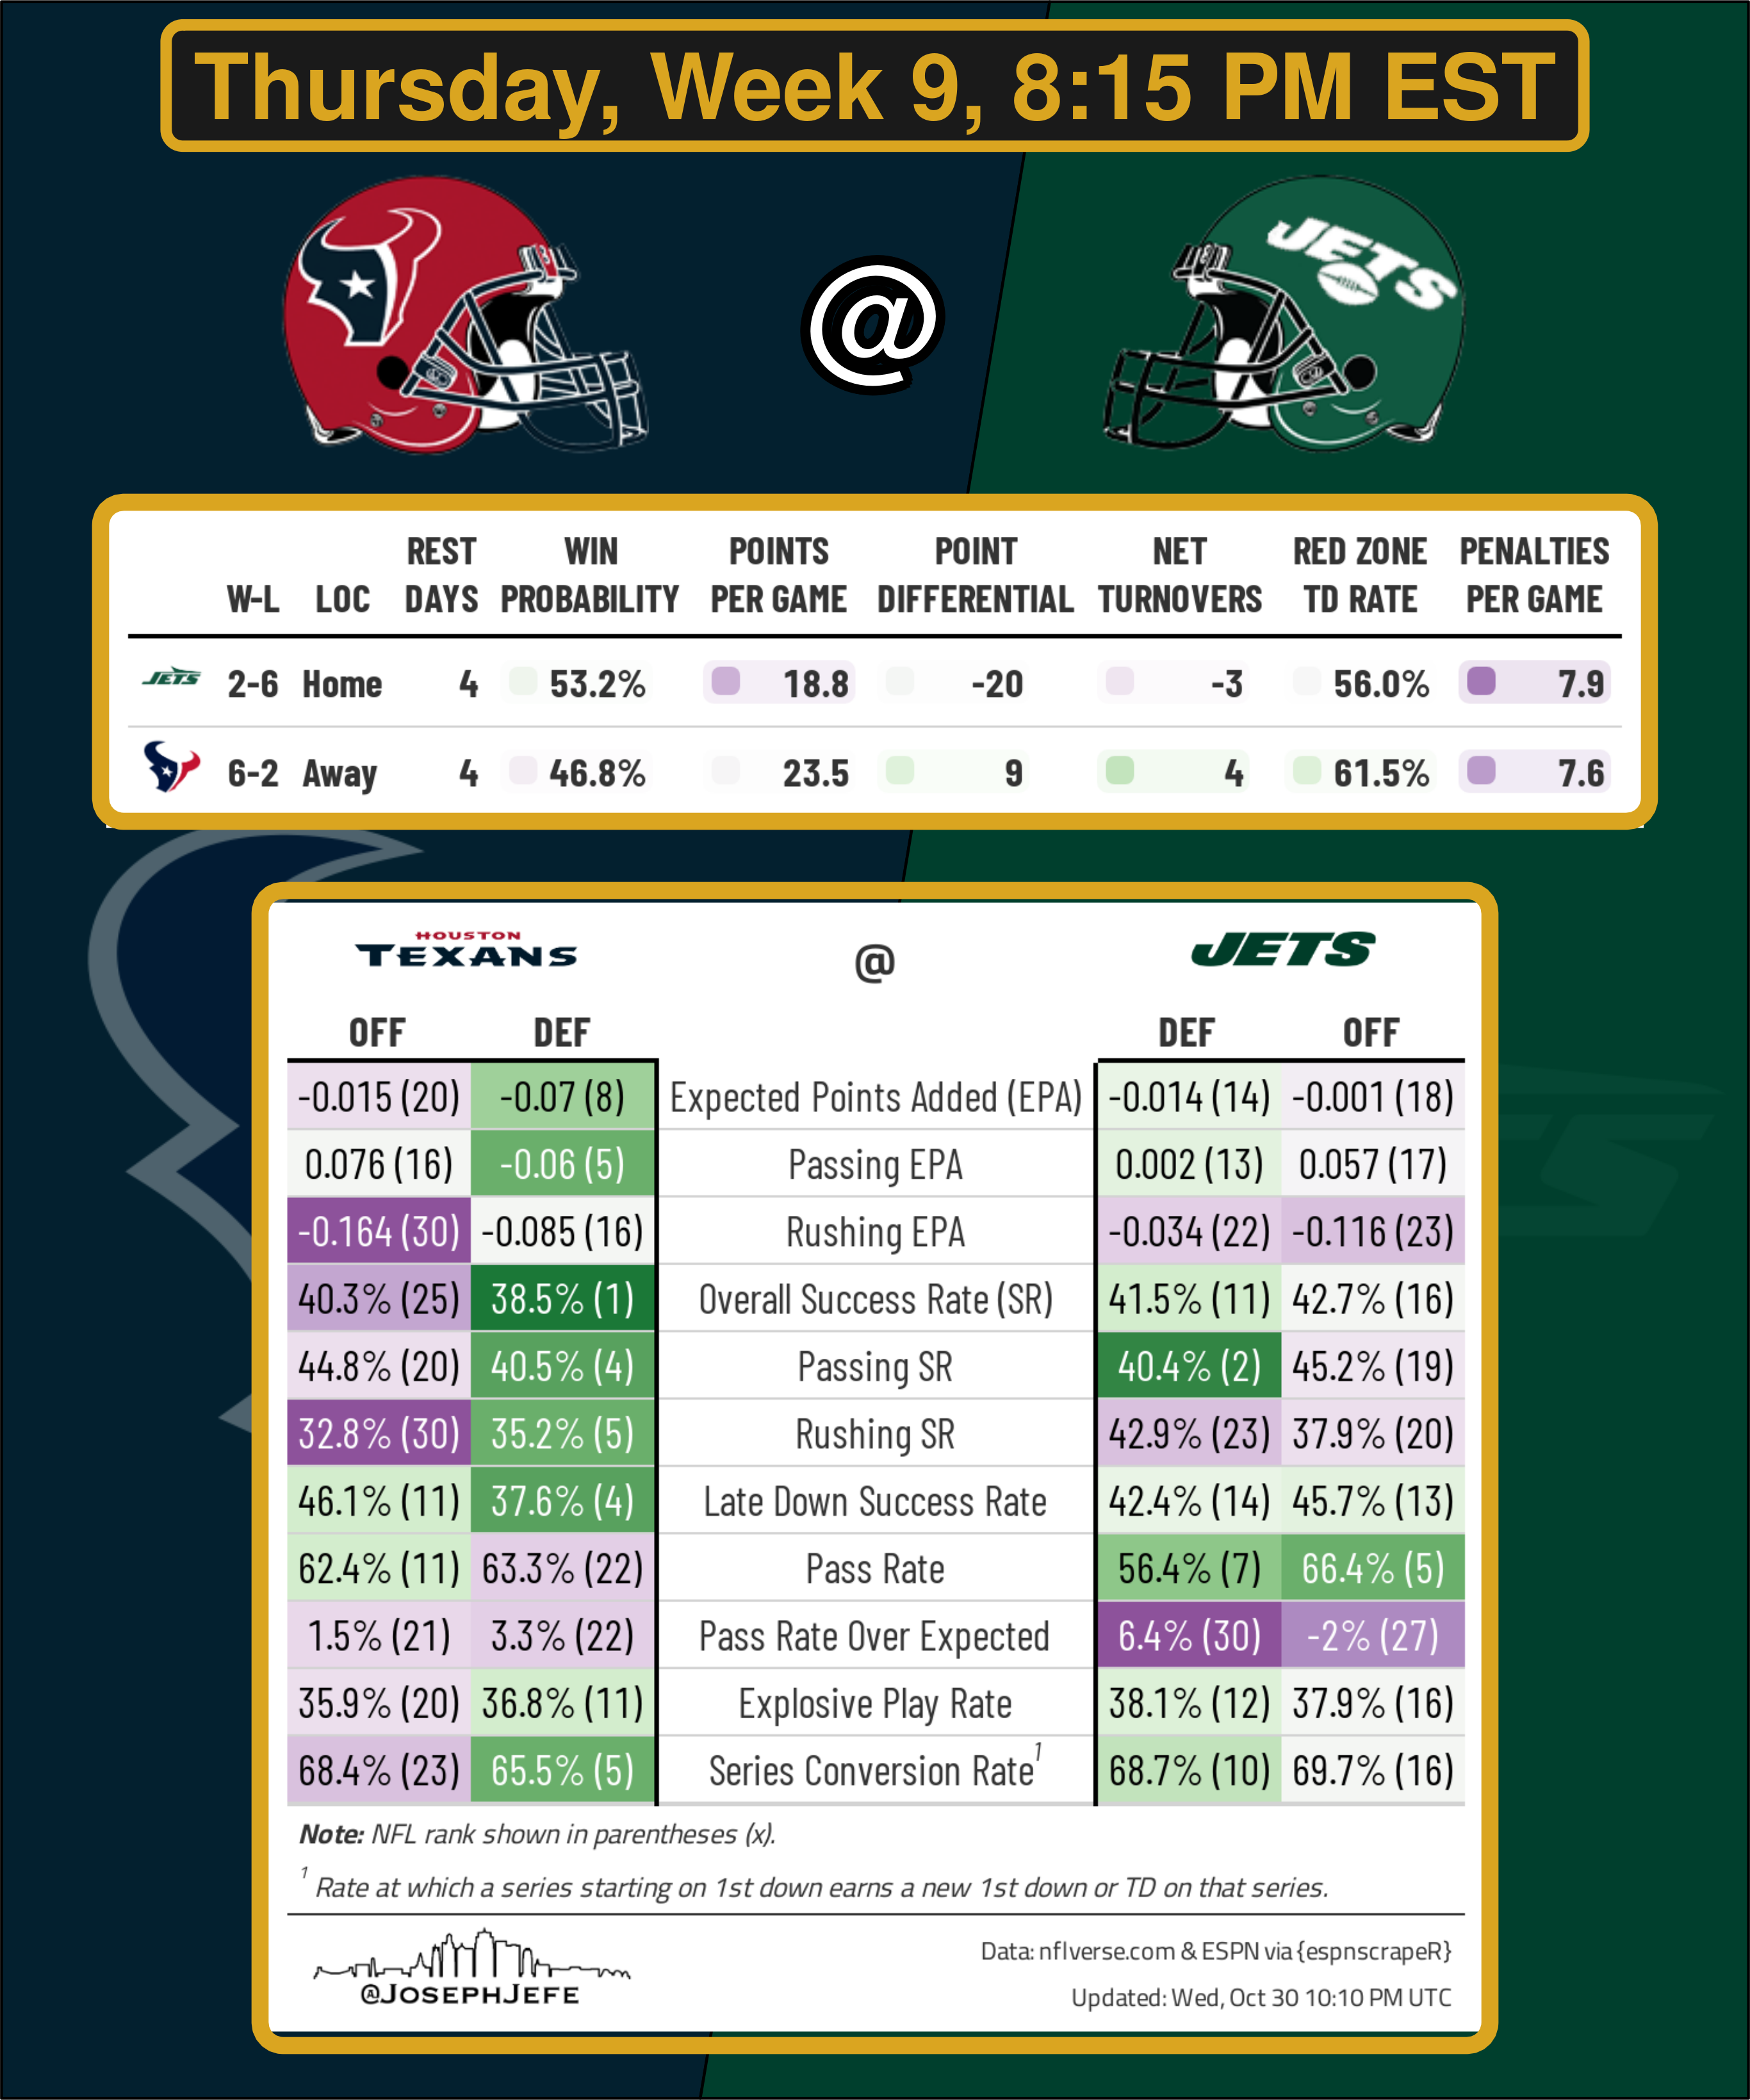 Thursday, Week 9, 8:15 PM EST
JETS
@
REST WIN POINTS POINT NET RED ZONE PENALTIES
W-L LOC DAYS PROBABILITY PER GAME DIFFERENTIAL TURNOVERS TD RATE PER GAME
JETS 2-6 Home 4 53.2% 18.8 -20 -3 56.0% 7.9
6-2 Away 4 46.8% 23.5 9 4 61.5% 7.6
HOUSTON
TEXANS @ JETS
OFF DEF DEF OFF
-0.015 (20) -0.07 (8) Expected Points Added (EPA) -0.014 (14) -0.001 (18)
0.076 (16) -0.06 (5) Passing EPA 0.002 (13) 0.057 (17)
-0.164 (30) -0.085 (16) Rushing EPA -0.034 (22) -0.116 (23)
40.3% (25) 38.5% (1) Overall Success Rate (SR) 41.5% (11) 42.7% (16)
44.8% (20) 40.5% (4) Passing SR 40.4% (2) 45.2% (19)
32.8% (30) 35.2% (5) Rushing SR 42.9% (23) 37.9% (20)
46.1% (11) 37.6% (4) Late Down Success Rate 42.4% (14) 45.7% (13)
62.4% (11) 63.3% (22) Pass Rate 56.4% (7) 66.4% (5)
1.5% (21) 3.3% (22) Pass Rate Over Expected 6.4% (30) -2% (27)
35.9% (20) 36.8% (11) Explosive Play Rate 38.1% (12) 37.9% (16)
68.4% (23) 65.5% (5) Series Conversion Rate¹ 68.7% (10) 69.7% (16)
Note: NFL rank shown in parentheses (x).
¹ Rate at which a series starting on 1st down earns a new 1st down or TD on that series.
Data: nflverse.com & ESPN via {espnscrapeR}
@JOSEPHJEFE
Updated: Wed, Oct 30 10:10 PM UTC